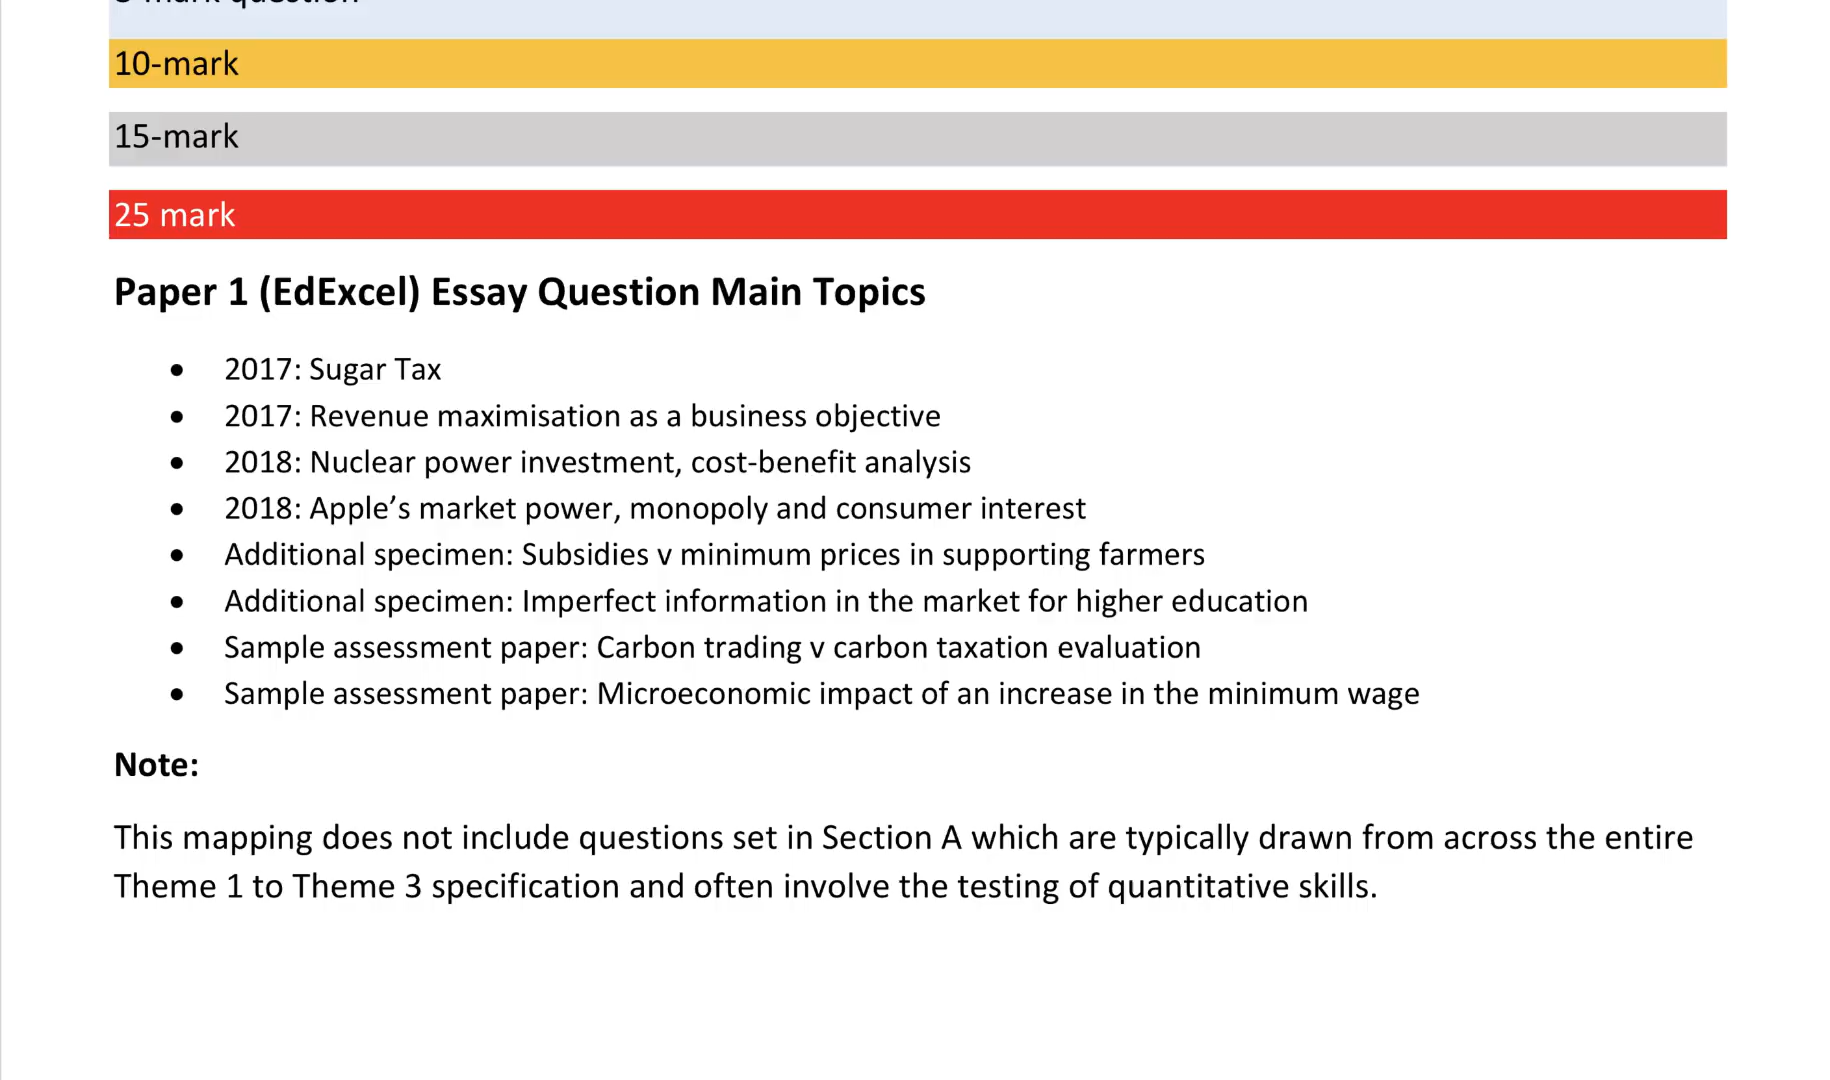 mark question
10-mark
15-mark
25 mark
Paper 1 (EdExcel) Essay Question Main Topics
• 2017: Sugar Tax
• 2017: Revenue maximisation as a business objective
• 2018: Nuclear power investment, cost-benefit analysis
• 2018: Apple’s market power, monopoly and consumer interest
• Additional specimen: Subsidies v minimum prices in supporting farmers
• Additional specimen: Imperfect information in the market for higher education
• Sample assessment paper: Carbon trading v carbon taxation evaluation
• Sample assessment paper: Microeconomic impact of an increase in the minimum wage
Note:
This mapping does not include questions set in Section A which are typically drawn from across the entire
Theme 1 to Theme 3 specification and often involve the testing of quantitative skills.